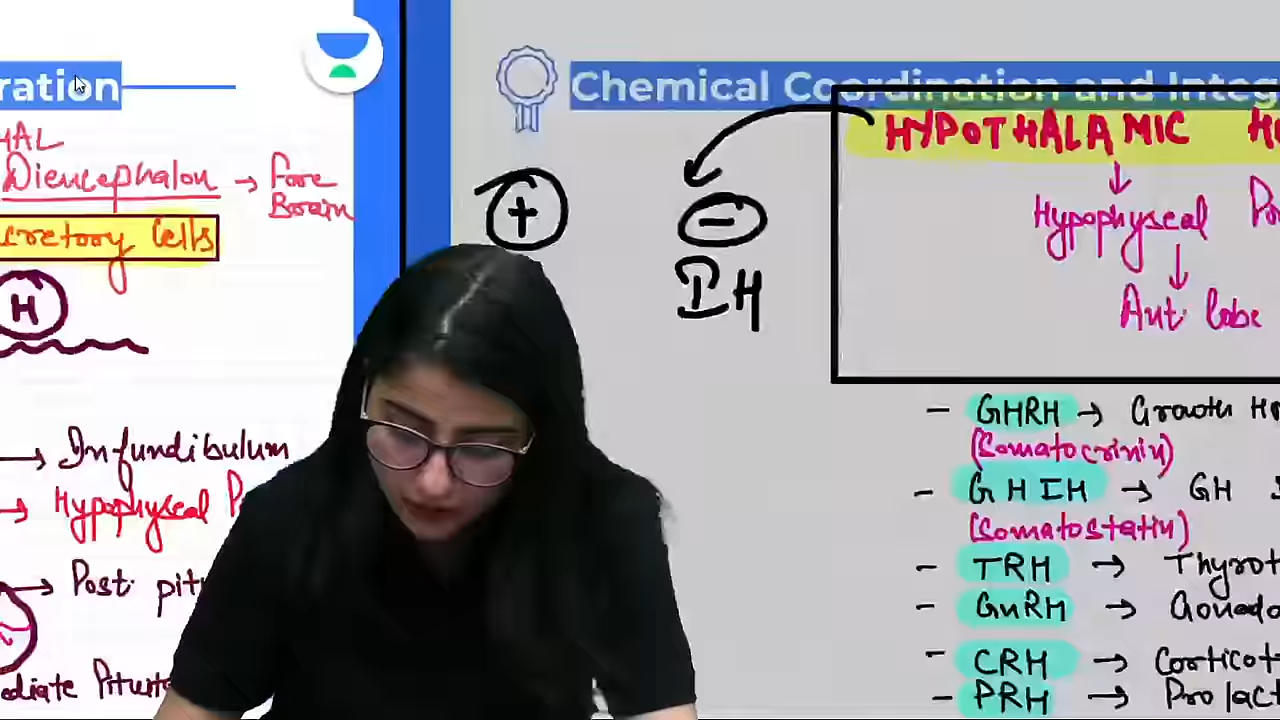 ration
HAL
Diencephalon → Fore
Brain
cretory Cells
H
→ Infundibulum
→ Hypophyseal P
→ Post. pit
ediate Pituit
Chemical Coordination and Integ
+
-
IH
HYPOTHALAMIC
↓
Hypophyseal
↓
Ant. lobe
- GHRH → Growth H
(Somatocrinin)
- GHIH → GH
(Somatostatin)
- TRH → Thyrot
- GnRH → Gonado
- CRH → Corticot
- PRH → Prolact